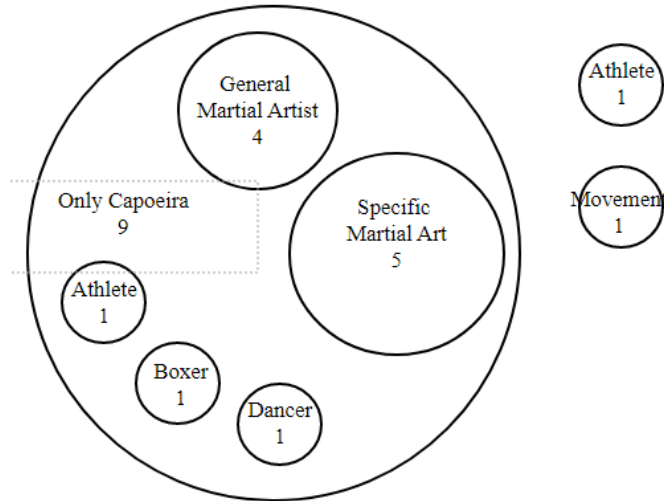 General
Martial Artist
4
Athlete
1
Only Capoeira
9
Specific
Martial Art
5
Movement
1
Athlete
1
Boxer
1
Dancer
1